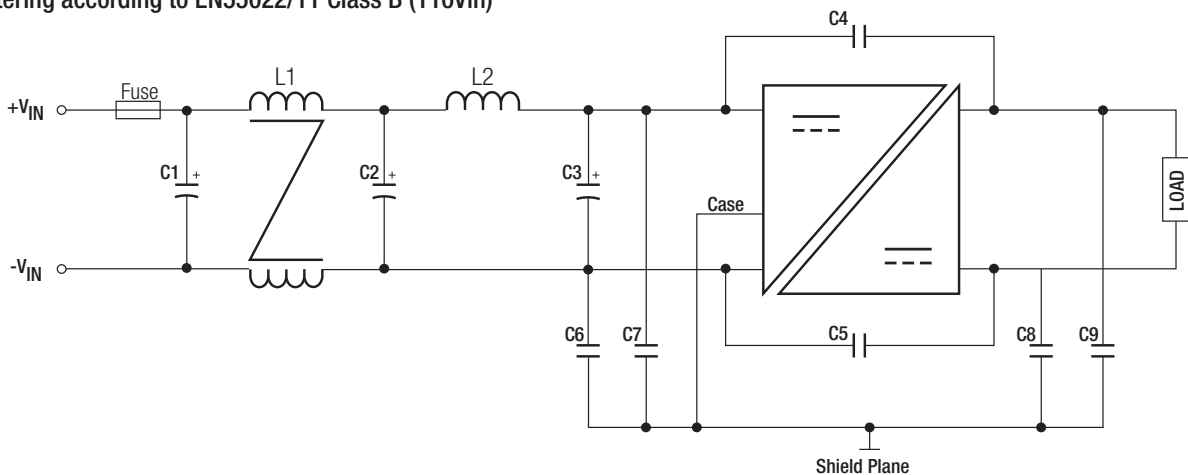 according to EN55022/11 Class B (110Vin)
C4
Fuse
L1
L2
+VIN
C1 +
C2 +
C3 +
Case
LOAD
-VIN
C6
C7
C5
C8
C9
Shield Plane